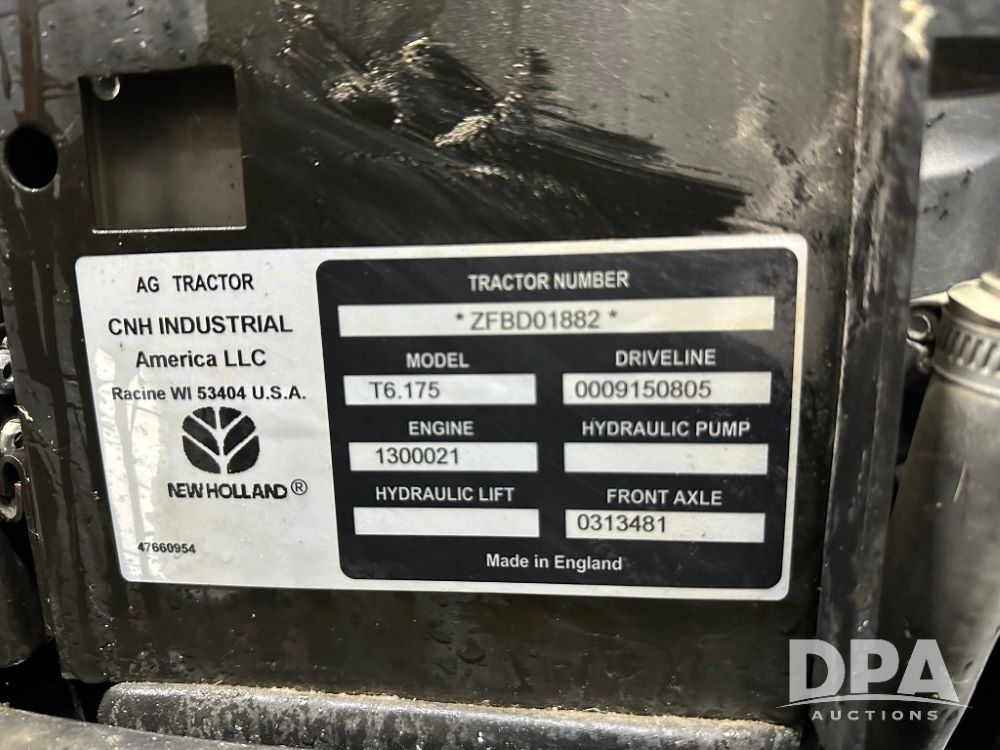 AG TRACTOR
CNH INDUSTRIAL
America LLC
Racine WI 53404 U.S.A.
NEW HOLLAND®
47660954
TRACTOR NUMBER
*ZFBD01882*
MODEL
T6.175
DRIVELINE
0009150805
ENGINE
1300021
HYDRAULIC PUMP
HYDRAULIC LIFT
FRONT AXLE
0313481
Made in England
DPA
AUCTIONS